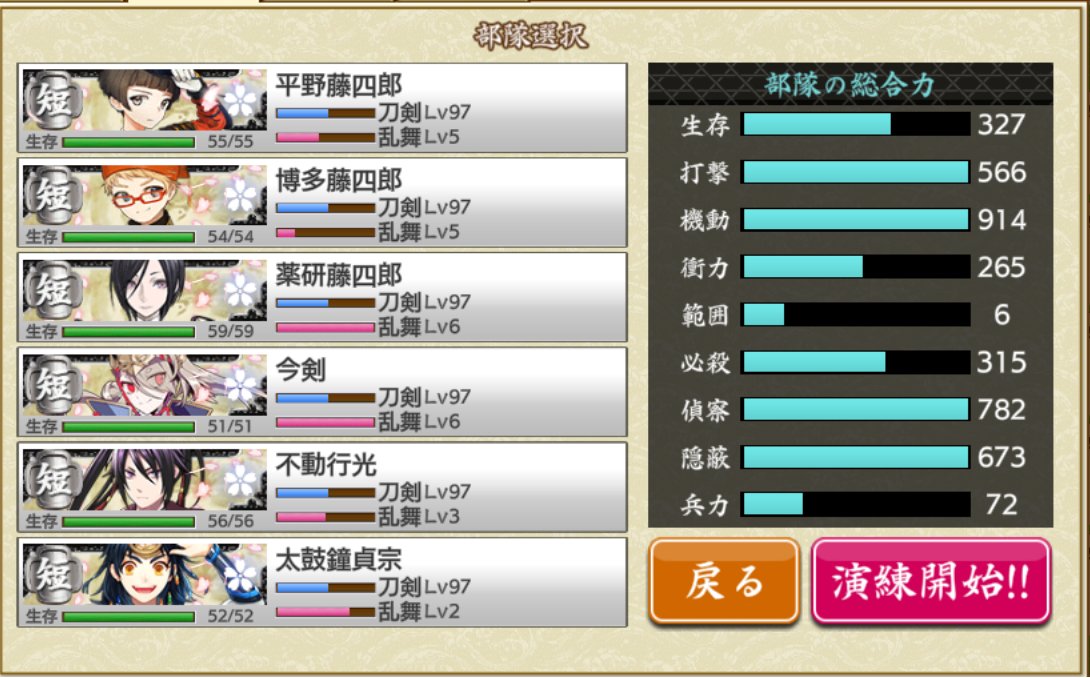 部隊選択
短
生存 55/55
平野藤四郎
刀剣Lv97
乱舞Lv5
短
生存 54/54
博多藤四郎
刀剣Lv97
乱舞Lv5
短
生存 59/59
薬研藤四郎
刀剣Lv97
乱舞Lv6
短
生存 51/51
今剣
刀剣Lv97
乱舞Lv6
短
生存 56/56
不動行光
刀剣Lv97
乱舞Lv3
短
生存 52/52
太鼓鐘貞宗
刀剣Lv97
乱舞Lv2
部隊の総合力
生存 327
打撃 566
機動 914
衝力 265
範囲 6
必殺 315
偵察 782
隠蔽 673
兵力 72
戻る
演練開始!!